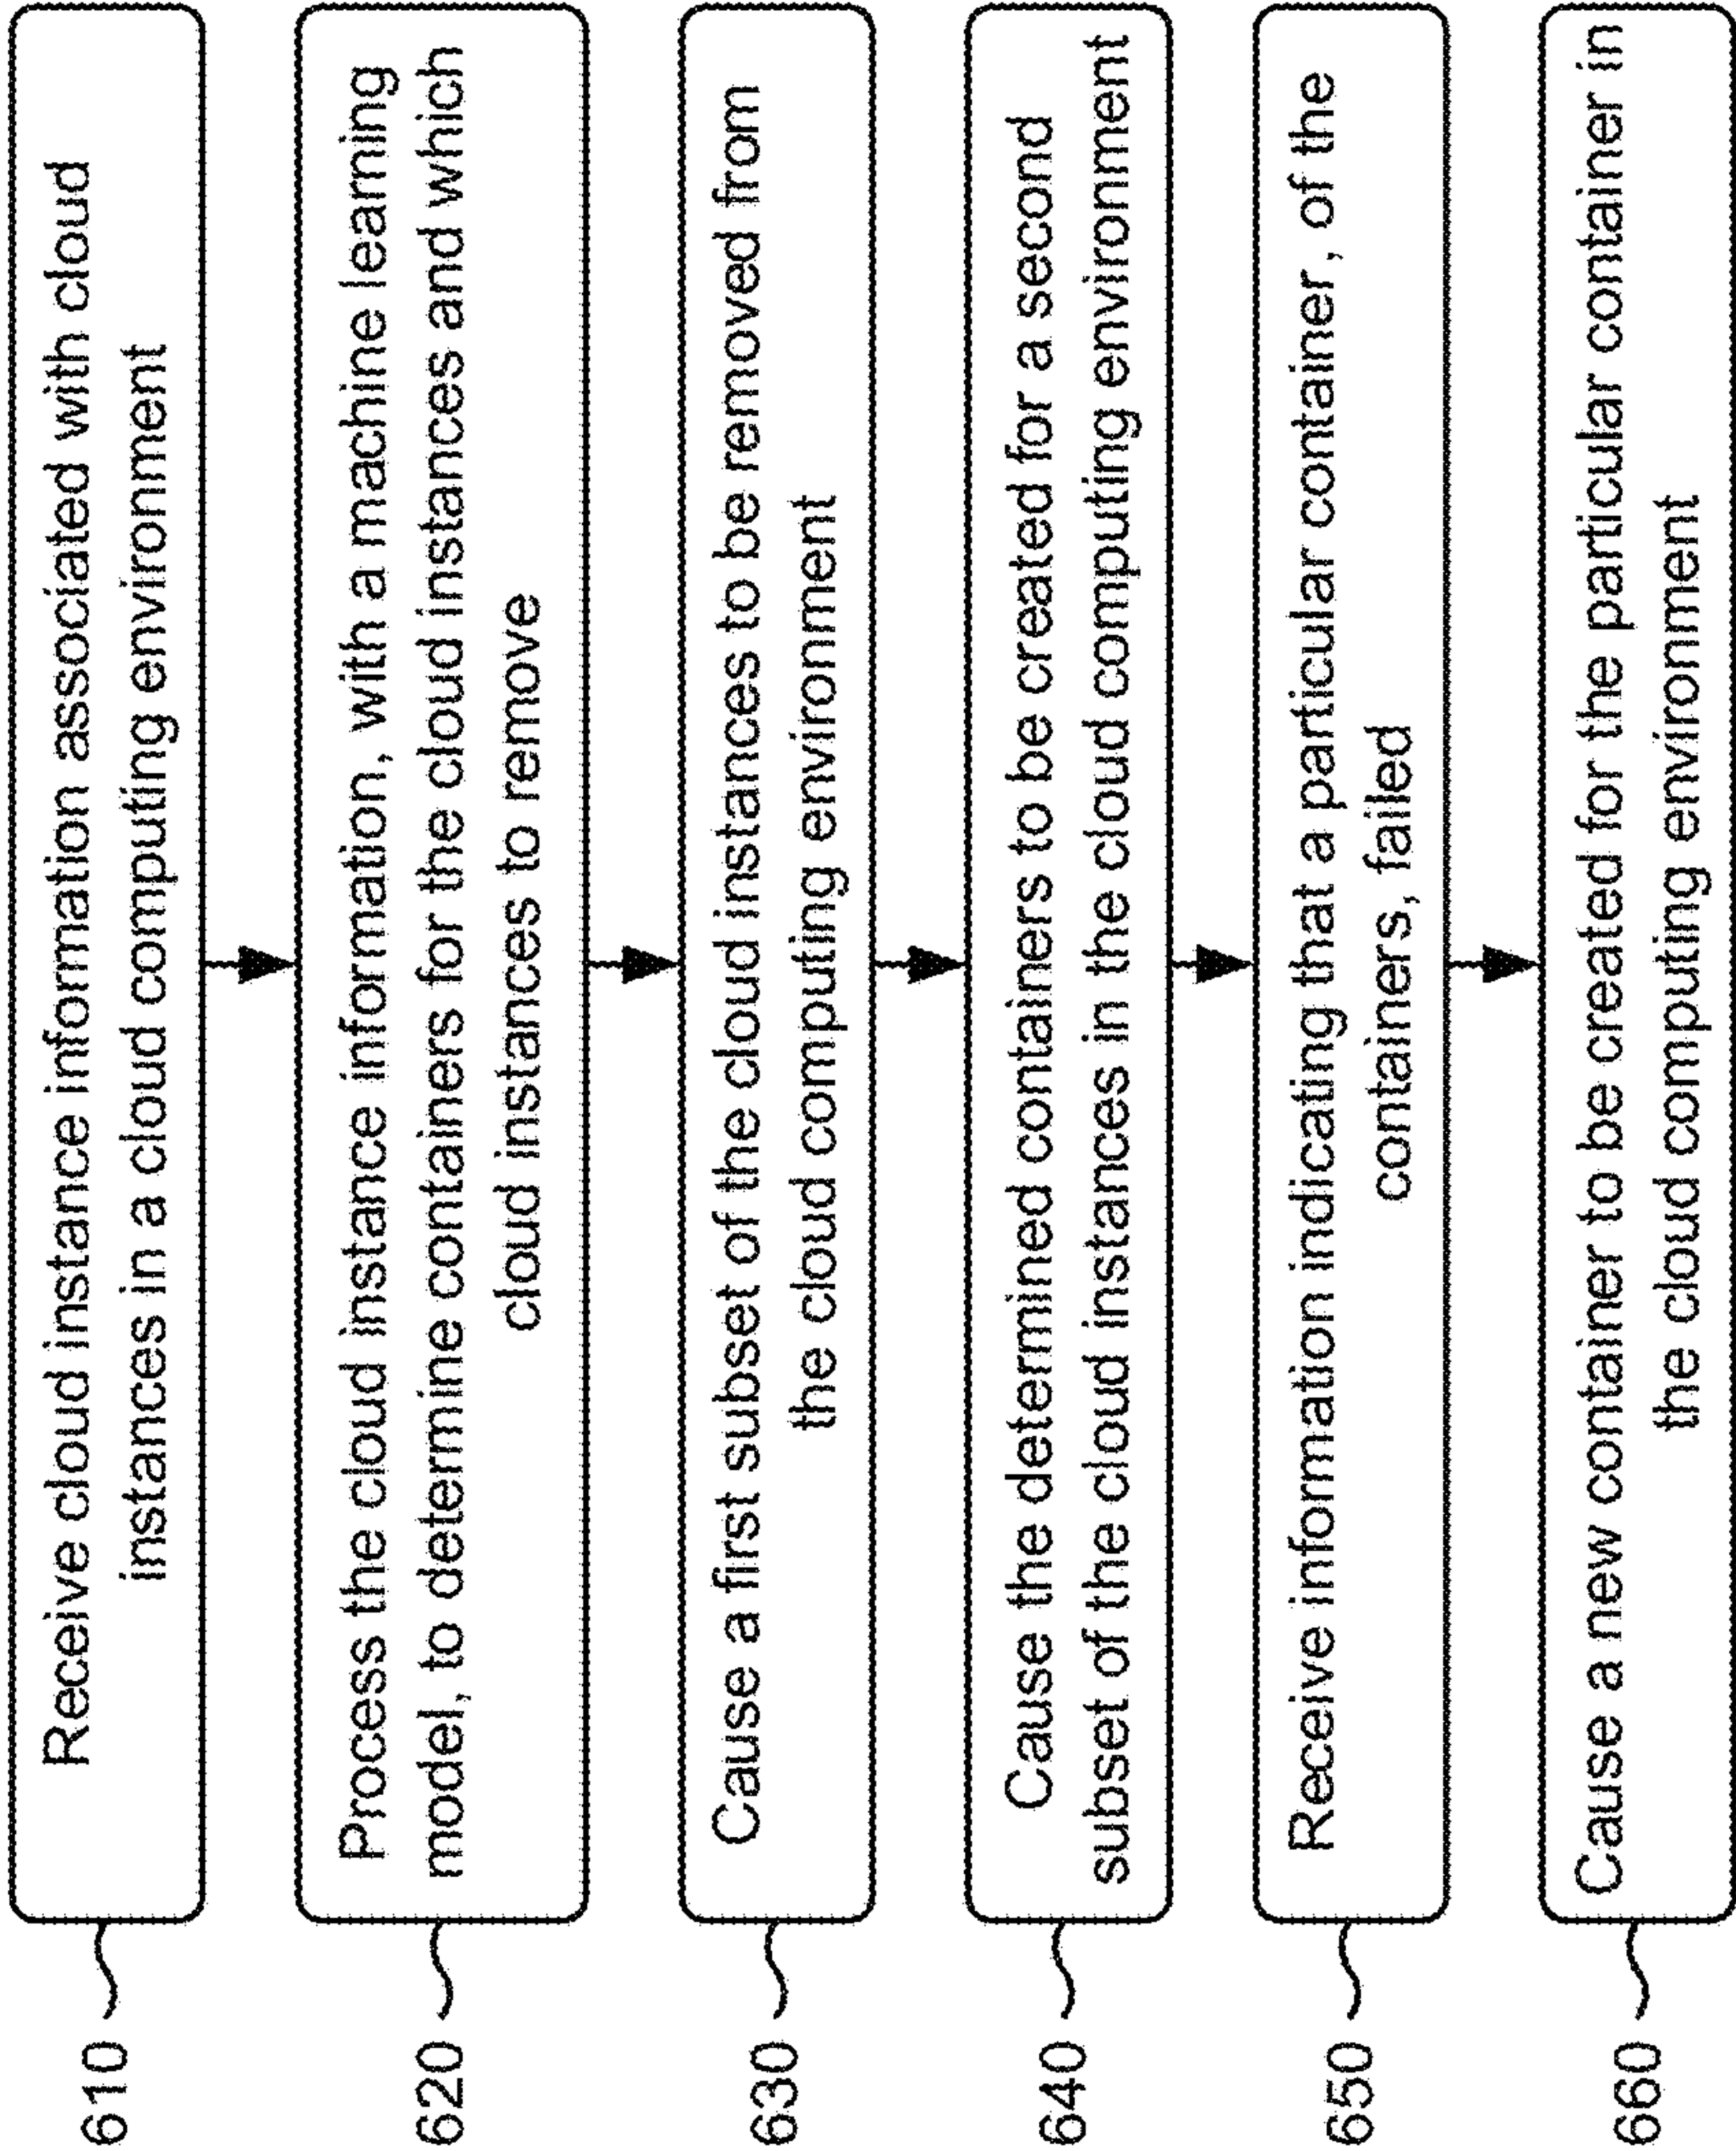 610
Receive cloud instance information associated with cloud
instances in a cloud computing environment
620
Process the cloud instance information, with a machine learning
model, to determine containers for the cloud instances and which
cloud instances to remove
630
Cause a first subset of the cloud instances to be removed from
the cloud computing environment
640
Cause the determined containers to be created for a second
subset of the cloud instances in the cloud computing environment
650
Receive information indicating that a particular container, of the
containers, failed
660
Cause a new container to be created for the particular container in
the cloud computing environment